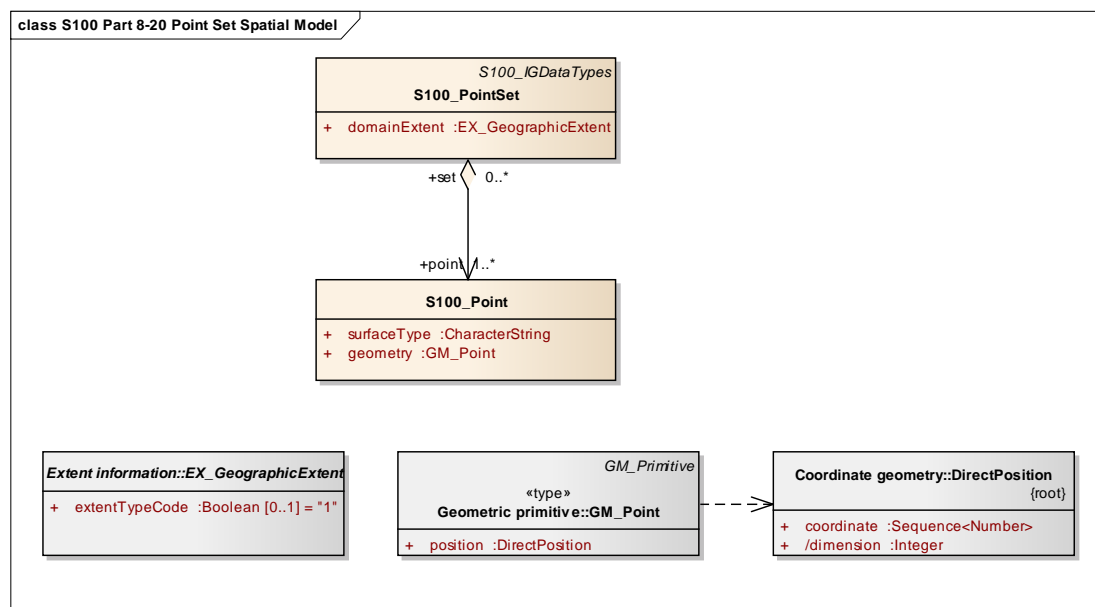 class S100 Part 8-20 Point Set Spatial Model
S100_IGDataTypes
S100_PointSet
+ domainExtent :EX_GeographicExtent
+set 0..*
+point 1..*
S100_Point
+ surfaceType :CharacterString
+ geometry :GM_Point
Extent information::EX_GeographicExtent
+ extentTypeCode :Boolean [0..1] = "1"
GM_Primitive
«type»
Geometric primitive::GM_Point
+ position :DirectPosition
Coordinate geometry::DirectPosition
{root}
+ coordinate :Sequence<Number>
+ /dimension :Integer